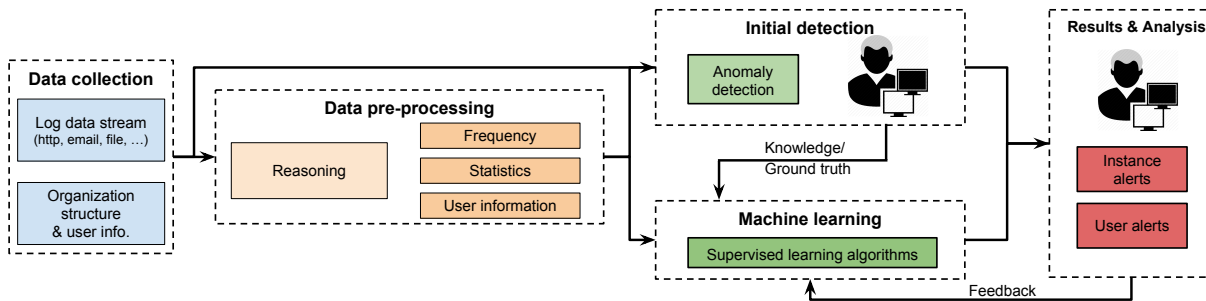 Data collection
Log data stream
(http, email, file, …)
Organization
structure
& user info.
Data pre-processing
Reasoning
Frequency
Statistics
User information
Initial detection
Anomaly
detection
Knowledge/
Ground truth
Machine learning
Supervised learning algorithms
Results & Analysis
Instance
alerts
User alerts
Feedback